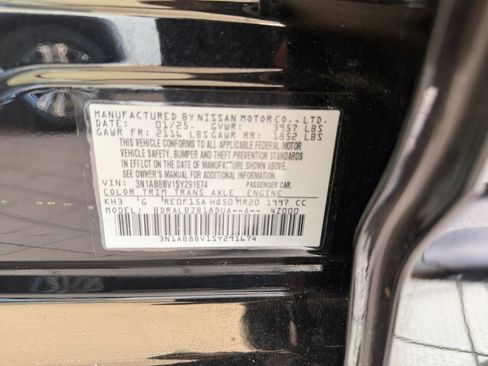 MANUFACTURED BY NISSAN MOTOR CO., LTD.
DATE: 01/25. GVWR: 3957 LBS
GAWR FR: 2116 LBS GAWR RR: 1852 LBS
THIS VEHICLE CONFORMS TO ALL APPLICABLE FEDERAL MOTOR
VEHICLE SAFETY, BUMPER AND THEFT PREVENTION STANDARDS
IN EFFECT ON THE DATE OF MANUFACTURE SHOWN ABOVE.
SEE OWNER'S MANUAL FOR ADDITIONAL INFORMATION
VIN: 3N1AB8BV1SY291674 PASSENGER CAR.
COLOR TRIM TRANS AXLE ENGINE
KH3 G RE0F15A HQ50 MR20 1997 CC
MODEL: BDRALBZB18DUA--A-- 4Z000
3N1AB8BV1SY291674